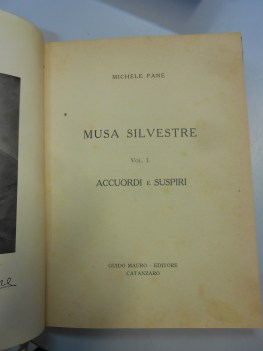 MICHELE PANE
MUSA SILVESTRE
VOL. I.
ACCUORDI E SUSPIRI
GUIDO MAURO - EDITORE
CATANZARO